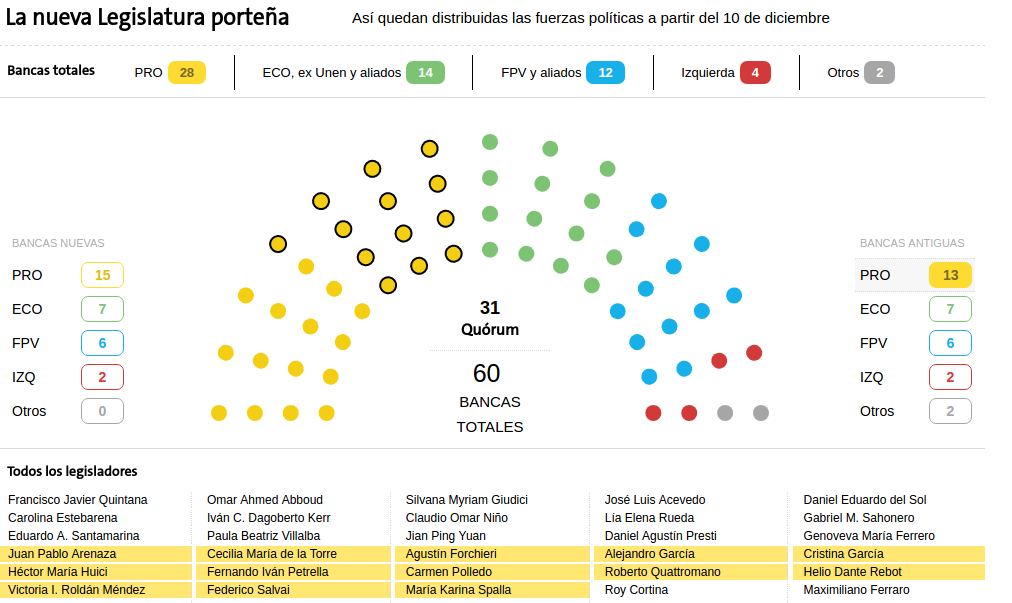 La nueva Legislatura porteña
Así quedan distribuidas las fuerzas políticas a partir del 10 de diciembre
Bancas totales
PRO 28
ECO, ex Unen y aliados 14
FPV y aliados 12
Izquierda 4
Otros 2
BANCAS NUEVAS
PRO 15
ECO 7
FPV 6
IZQ 2
Otros 0
31
Quórum
60
BANCAS
TOTALES
BANCAS ANTIGUAS
PRO 13
ECO 7
FPV 6
IZQ 2
Otros 2
Todos los legisladores
Francisco Javier Quintana
Carolina Estebarena
Eduardo A. Santamarina
Juan Pablo Arenaza
Héctor María Huici
Victoria I. Roldán Méndez
Omar Ahmed Abboud
Iván C. Dagoberto Kerr
Paula Beatriz Villalba
Cecilia María de la Torre
Fernando Iván Petrella
Federico Salvai
Silvana Myriam Giudici
Claudio Omar Niño
Jian Ping Yuan
Agustín Forchieri
Carmen Polledo
María Karina Spalla
José Luis Acevedo
Lía Elena Rueda
Daniel Agustín Presti
Alejandro García
Roberto Quattromano
Roy Cortina
Daniel Eduardo del Sol
Gabriel M. Sahonero
Genoveva María Ferrero
Cristina García
Helio Dante Rebot
Maximiliano Ferraro